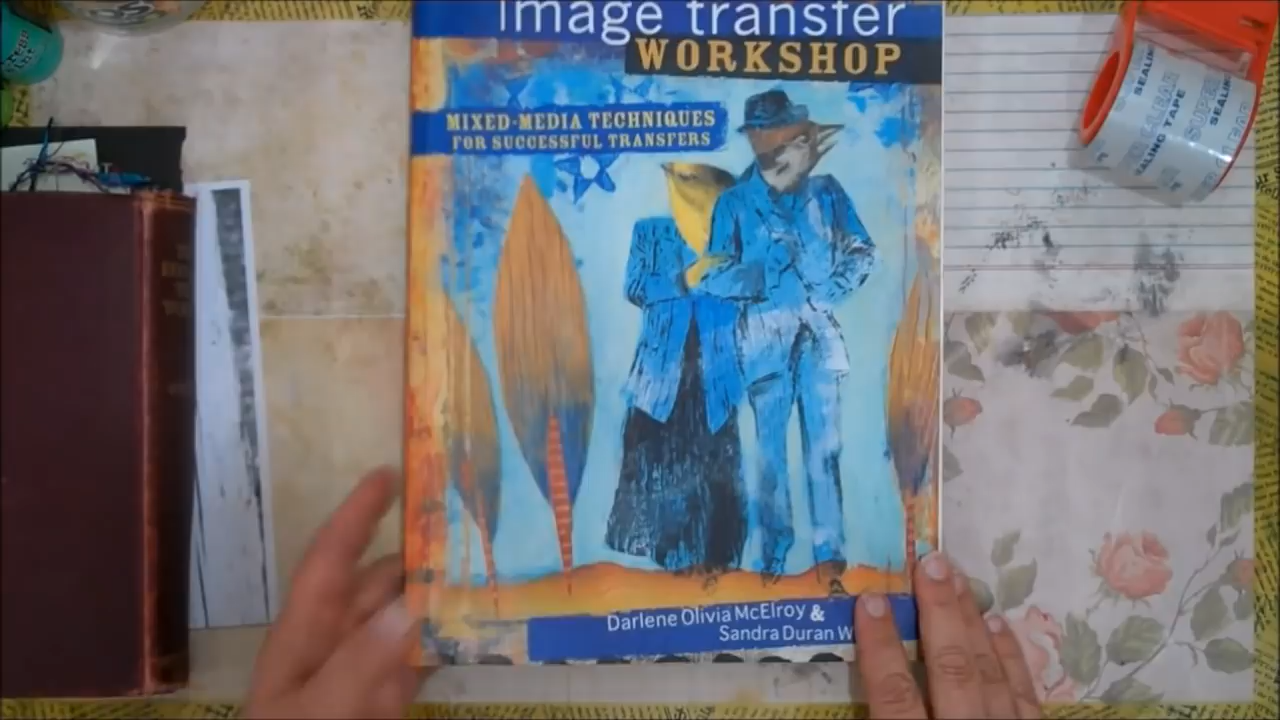 image transfer
WORKSHOP
MIXED-MEDIA TECHNIQUES
FOR SUCCESSFUL TRANSFERS
Darlene Olivia McElroy &
Sandra Duran W
SEALING TAPE
CLEAR
SUPER
SEALING
CLEAR